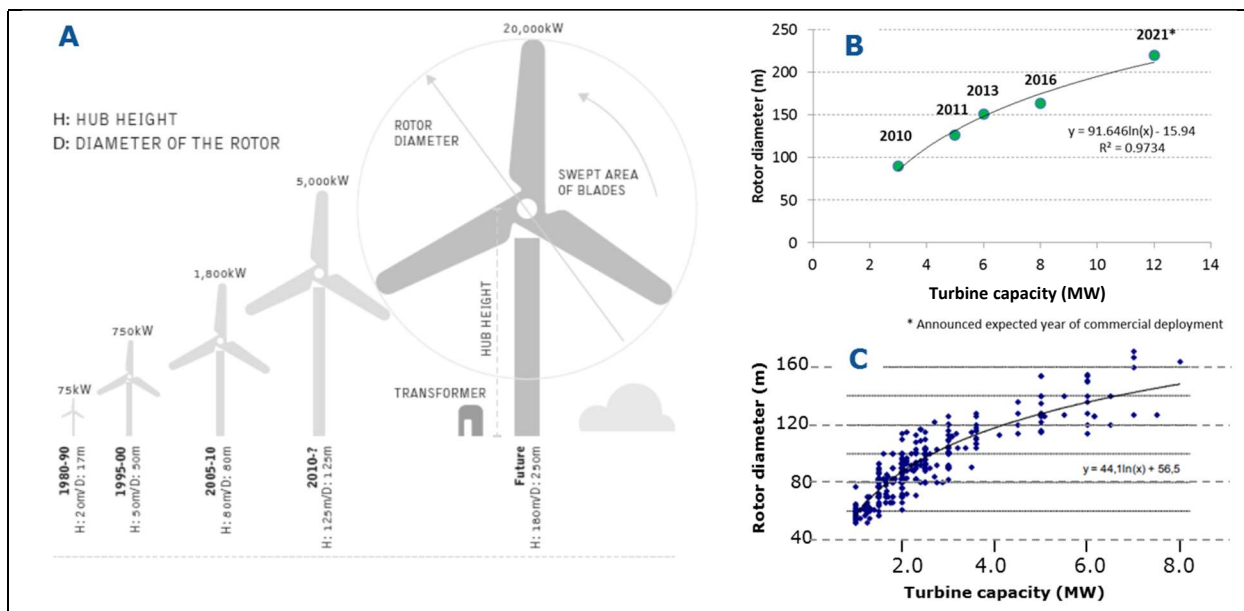 A
H: HUB HEIGHT
D: DIAMETER OF THE ROTOR
20,000kW
ROTOR
DIAMETER
SWEPT AREA
OF BLADES
5,000kW
1,800kW
750kW
75kW
HUB HEIGHT
TRANSFORMER
1980-90
H: 20m/D: 17m
1995-00
H: 50m/D: 50m
2005-10
H: 80m/D: 80m
2010-?
H: 125m/D: 125m
Future
H: 180m/D: 250m
B
Rotor diameter (m)
250
200
150
100
50
0
2010
2011
2013
2016
2021*
y = 91.646ln(x) - 15.94
R² = 0.9734
0 2 4 6 8 10 12 14
Turbine capacity (MW)
* Announced expected year of commercial deployment
C
Rotor diameter (m)
160
120
80
40
y = 44,1ln(x) + 56,5
2.0 4.0 6.0 8.0
Turbine capacity (MW)